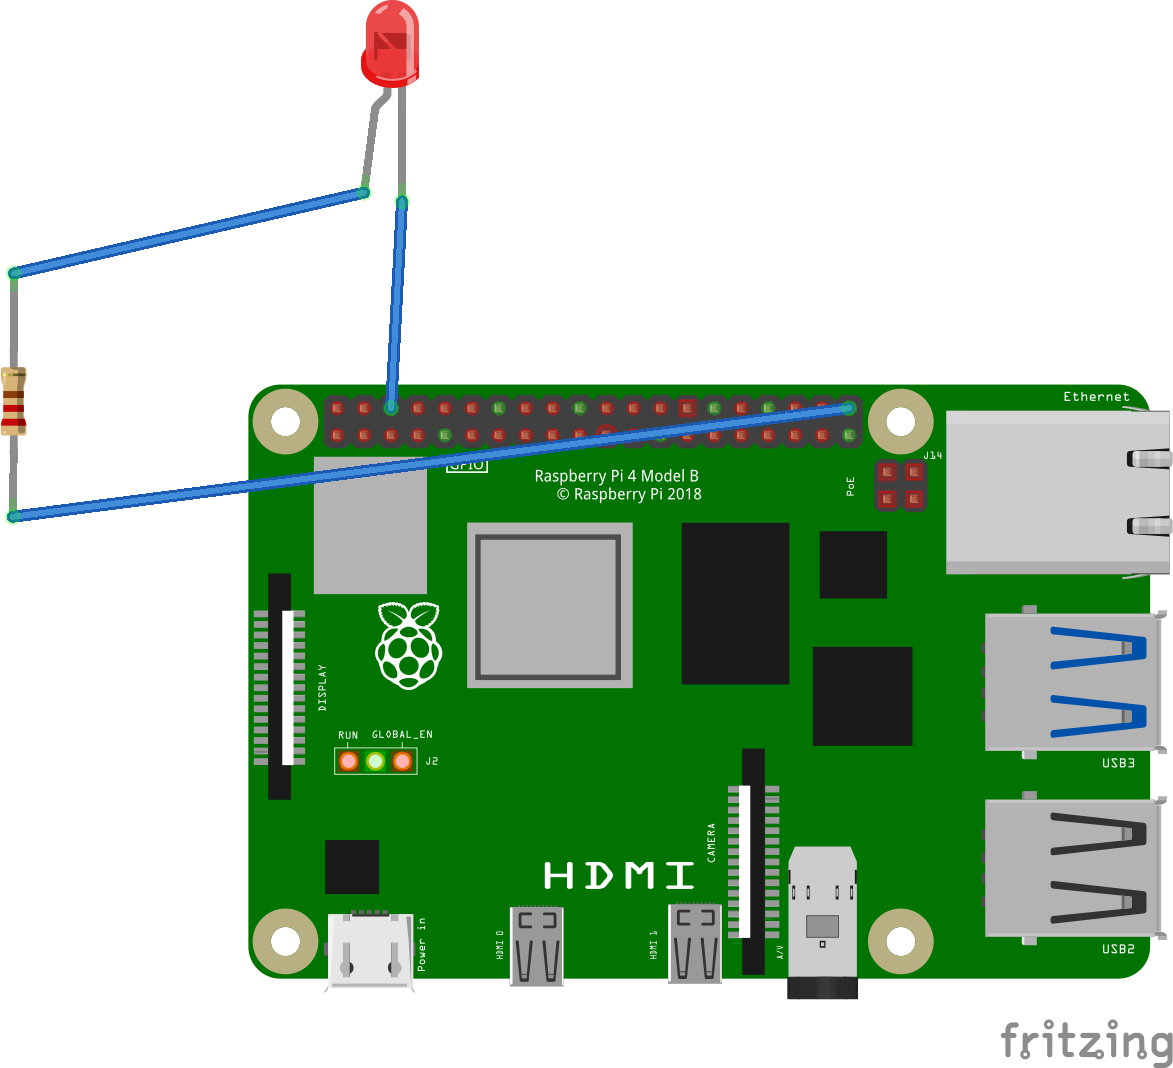 Ethernet
J14
GPIO
Raspberry Pi 4 Model B
© Raspberry Pi 2018
PoE
DISPLAY
RUN
GLOBAL_EN
J2
USB3
CAMERA
HDMI
Power in
HDMI 0
HDMI 1
A/V
USB2
fritzing